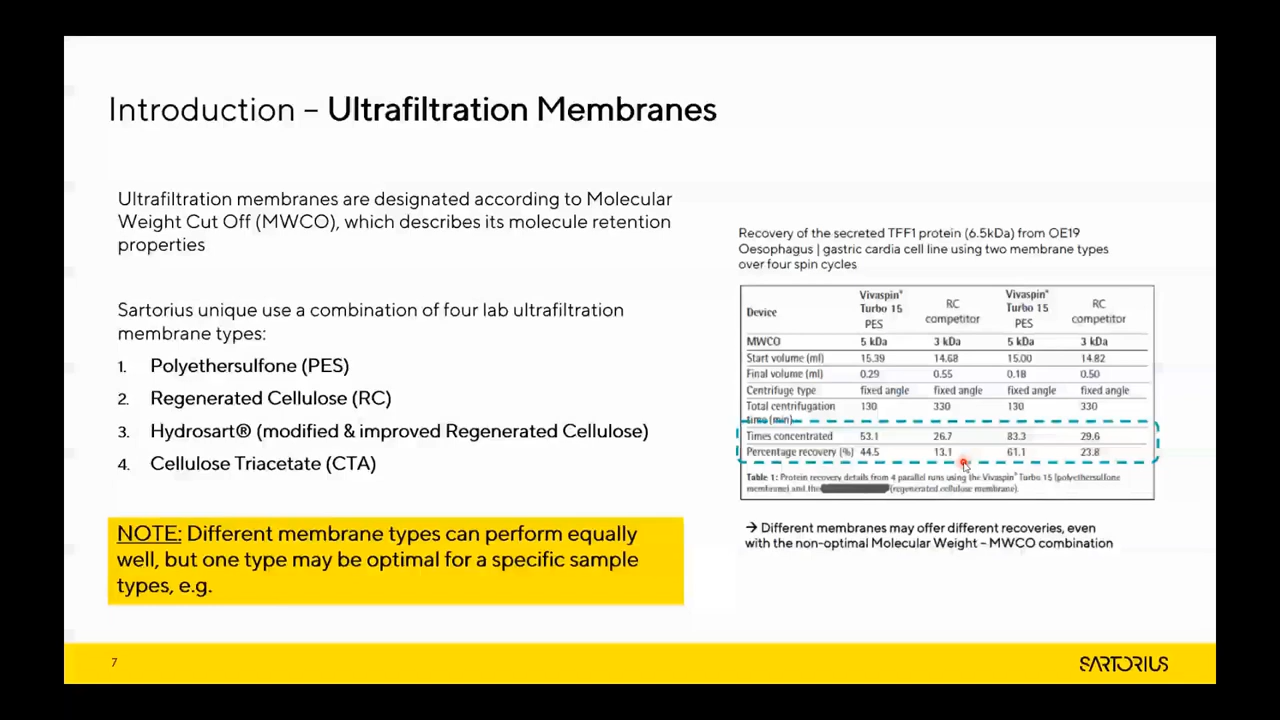 Introduction – Ultrafiltration Membranes
Ultrafiltration membranes are designated according to Molecular
Weight Cut Off (MWCO), which describes its molecule retention
properties
Sartorius unique use a combination of four lab ultrafiltration
membrane types:
1. Polyethersulfone (PES)
2. Regenerated Cellulose (RC)
3. Hydrosart® (modified & improved Regenerated Cellulose)
4. Cellulose Triacetate (CTA)
NOTE: Different membrane types can perform equally
well, but one type may be optimal for a specific sample
types, e.g.
Recovery of the secreted TFF1 protein (6.5kDa) from OE19
Oesophagus | gastric cardia cell line using two membrane types
over four spin cycles
Device Vivaspin® Turbo 15 PES RC competitor Vivaspin® Turbo 15 PES RC competitor
MWCO 5 kDa 3 kDa 5 kDa 3 kDa
Start volume (ml) 15.39 14.68 15.00 14.82
Final volume (ml) 0.29 0.55 0.18 0.50
Centrifuge type fixed angle fixed angle fixed angle fixed angle
Total centrifugation 130 330 130 330
time (min)
Times concentrated 53.1 26.7 83.3 29.6
Percentage recovery (%) 44.5 13.1 61.1 23.8
Table 1: Protein recovery details from 4 parallel runs using the Vivaspin® Turbo 15 (polyethersulfone
membrane) and the (regenerated cellulose membrane).
→ Different membranes may offer different recoveries, even
with the non-optimal Molecular Weight – MWCO combination
7
SARTORIUS